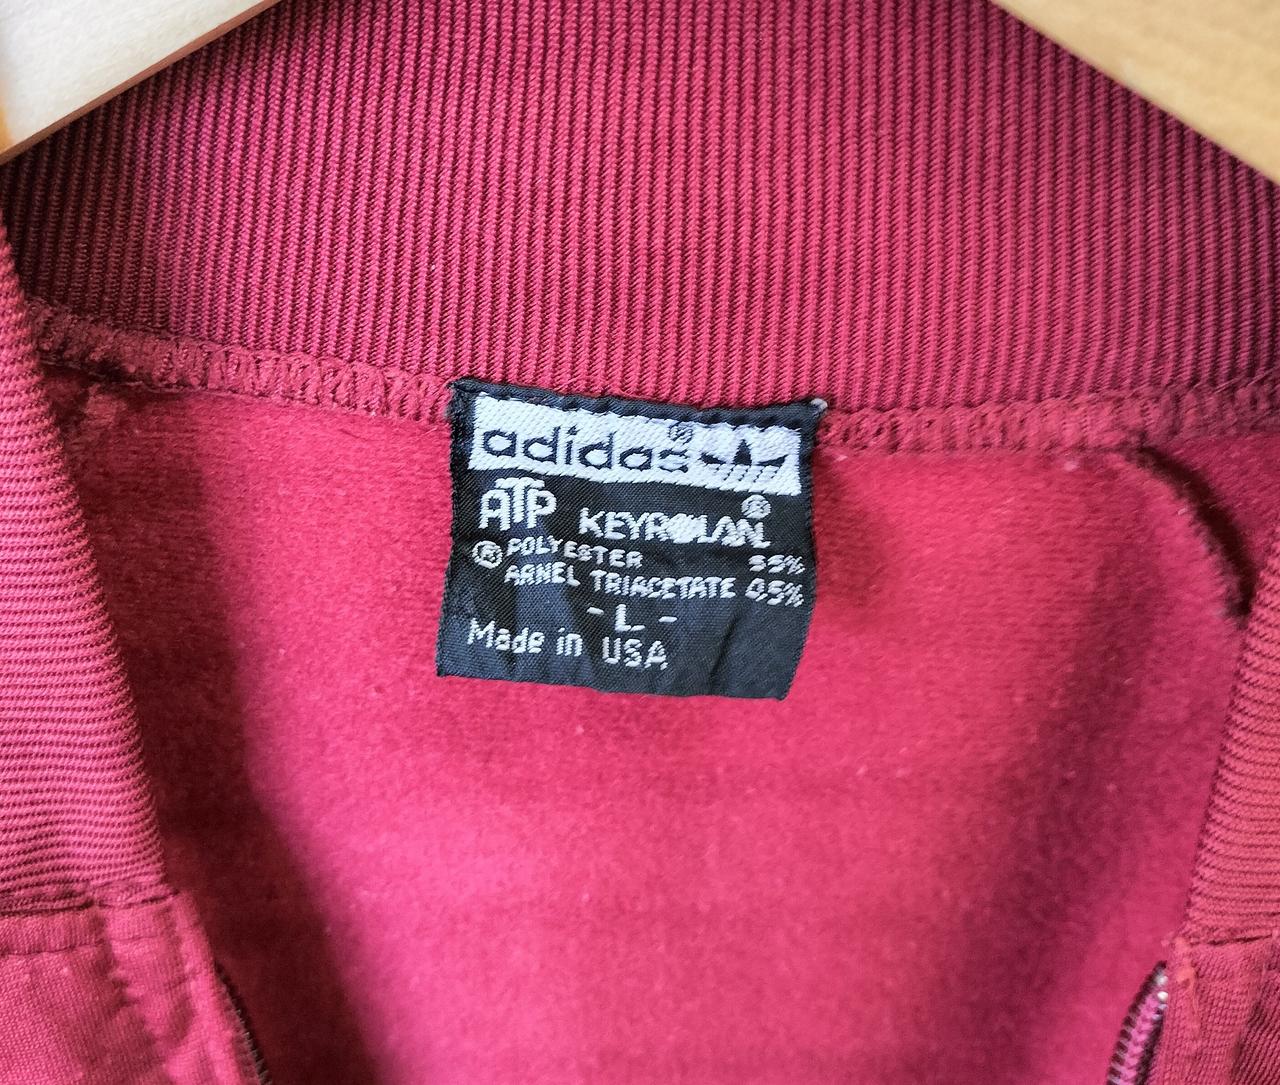 adidas®
ATP KEYROLAN®
® POLYESTER 55%
ARNEL TRIACETATE 45%
- L -
Made in USA